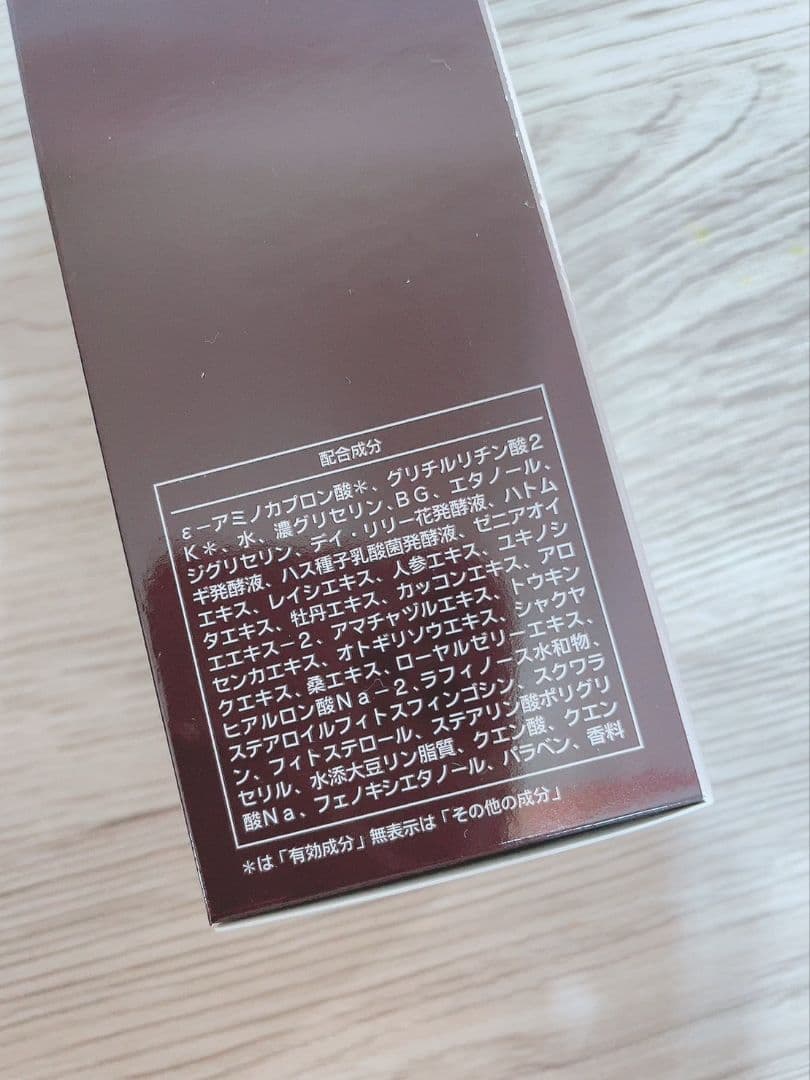 配合成分
ε－アミノカプロン酸＊、グリチルリチン酸２
Ｋ＊、水、濃グリセリン、ＢＧ、エタノール、
ジグリセリン、デイ・リリー花発酵液、ハトム
ギ発酵液、ハス種子乳酸菌発酵液、ゼニアオイ
エキス、レイシエキス、人参エキス、ユキノシ
タエキス、牡丹エキス、カッコンエキス、アロ
エエキス－２、アマチャヅルエキス、トウキン
センカエキス、オトギリソウエキス、シャクヤ
クエキス、桑エキス、ローヤルゼリーエキス、
ヒアルロン酸Ｎａ－２、ラフィノース水和物、
ステアロイルフィトスフィンゴシン、スクワラ
ン、フィトステロール、ステアリン酸ポリグリ
セリル、水添大豆リン脂質、クエン酸、クエン
酸Ｎａ、フェノキシエタノール、パラベン、香料
＊は「有効成分」無表示は「その他の成分」